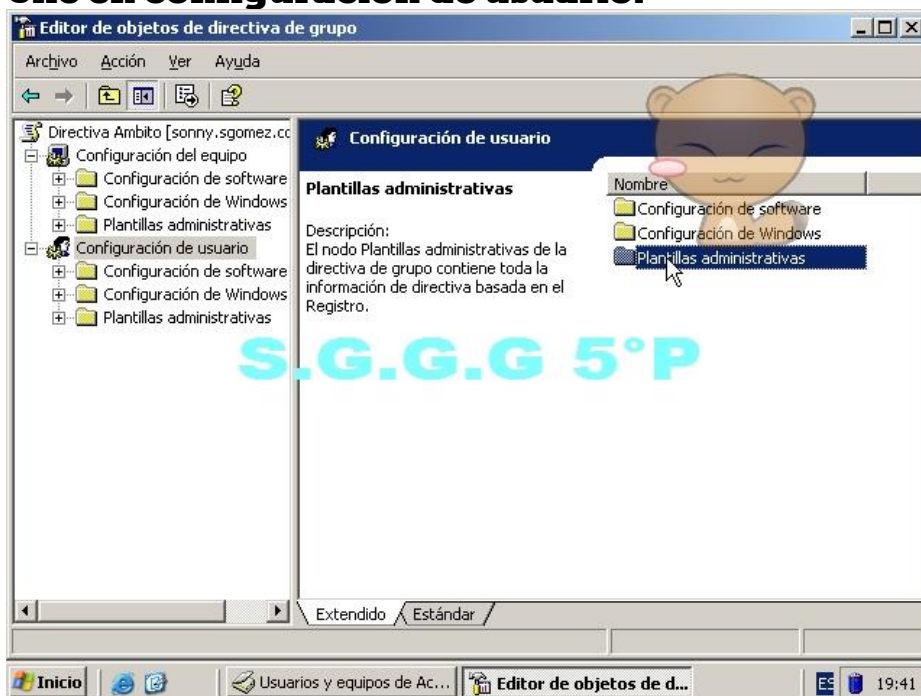 Editor de objetos de directiva de grupo
Archivo Acción Ver Ayuda
Directiva Ambito [sonny.sgomez.cc
Configuración del equipo
Configuración de software
Configuración de Windows
Plantillas administrativas
Configuración de usuario
Configuración de software
Configuración de Windows
Plantillas administrativas
Configuración de usuario
Plantillas administrativas
Descripción:
El nodo Plantillas administrativas de la
directiva de grupo contiene toda la
información de directiva basada en el
Registro.
Nombre
Configuración de software
Configuración de Windows
Plantillas administrativas
S.G.G.G 5°P
Extendido Estándar
Inicio
Usuarios y equipos de Ac...
Editor de objetos de d...
ES
19:41